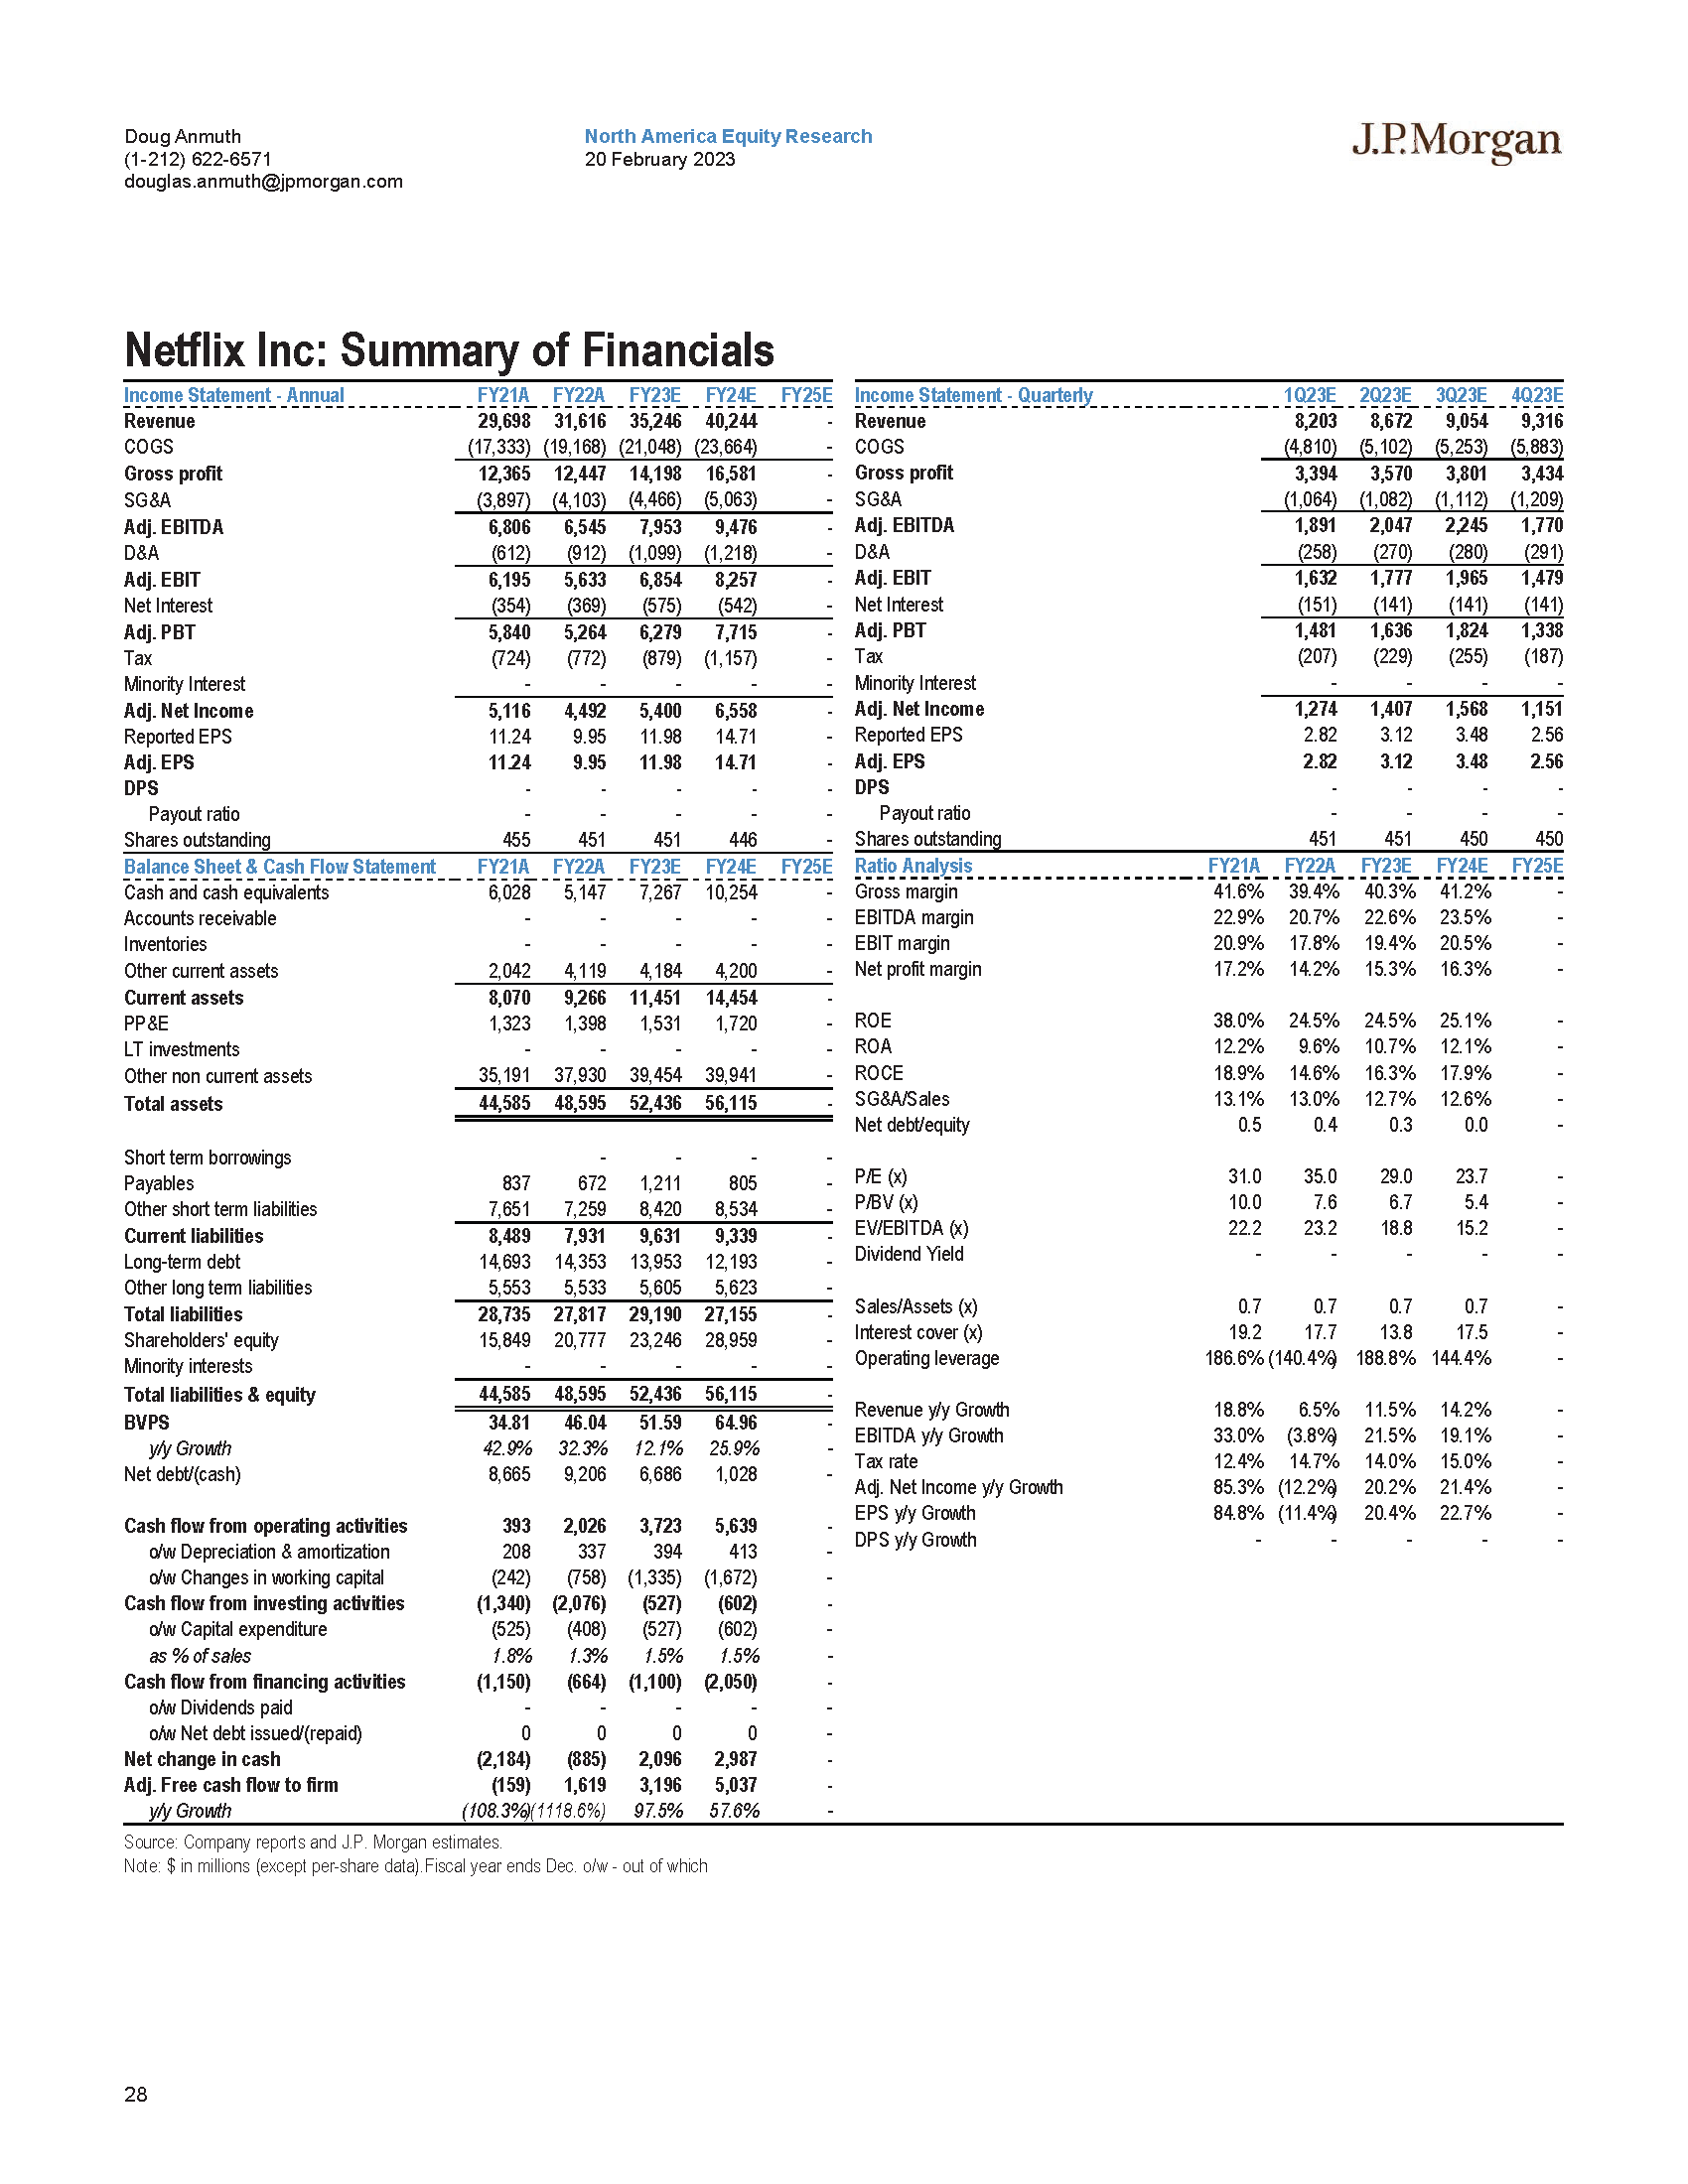 Doug Anmuth
(1-212) 622-6571
douglas.anmuth@jpmorgan.com
North America Equity Research
20 February 2023
J.P.Morgan
Netflix Inc: Summary of Financials
Income Statement - Annual FY21A FY22A FY23E FY24E FY25E
Revenue 29,698 31,616 35,246 40,244 -
COGS (17,333) (19,168) (21,048) (23,664) -
Gross profit 12,365 12,447 14,198 16,581 -
SG&A (3,897) (4,103) (4,466) (5,063) -
Adj. EBITDA 6,806 6,545 7,953 9,476 -
D&A (612) (912) (1,099) (1,218) -
Adj. EBIT 6,195 5,633 6,854 8,257 -
Net Interest (354) (369) (575) (542) -
Adj. PBT 5,840 5,264 6,279 7,715 -
Tax (724) (772) (879) (1,157) -
Minority Interest - - - - -
Adj. Net Income 5,116 4,492 5,400 6,558 -
Reported EPS 11.24 9.95 11.98 14.71 -
Adj. EPS 11.24 9.95 11.98 14.71 -
DPS - - - - -
Payout ratio - - - - -
Shares outstanding 455 451 451 446 -
Balance Sheet & Cash Flow Statement FY21A FY22A FY23E FY24E FY25E
Cash and cash equivalents 6,028 5,147 7,267 10,254 -
Accounts receivable - - - - -
Inventories - - - - -
Other current assets 2,042 4,119 4,184 4,200 -
Current assets 8,070 9,266 11,451 14,454 -
PP&E 1,323 1,398 1,531 1,720 -
LT investments - - - - -
Other non current assets 35,191 37,930 39,454 39,941 -
Total assets 44,585 48,595 52,436 56,115 -
Short term borrowings - - - -
Payables 837 672 1,211 805 -
Other short term liabilities 7,651 7,259 8,420 8,534 -
Current liabilities 8,489 7,931 9,631 9,339 -
Long-term debt 14,693 14,353 13,953 12,193 -
Other long term liabilities 5,553 5,533 5,605 5,623 -
Total liabilities 28,735 27,817 29,190 27,155 -
Shareholders' equity 15,849 20,777 23,246 28,959 -
Minority interests - - - - -
Total liabilities & equity 44,585 48,595 52,436 56,115 -
BVPS 34.81 46.04 51.59 64.96 -
y/y Growth 42.9% 32.3% 12.1% 25.9% -
Net debt/(cash) 8,665 9,206 6,686 1,028 -
Cash flow from operating activities 393 2,026 3,723 5,639 -
o/w Depreciation & amortization 208 337 394 413 -
o/w Changes in working capital (242) (758) (1,335) (1,672) -
Cash flow from investing activities (1,340) (2,076) (527) (602) -
o/w Capital expenditure (525) (408) (527) (602) -
as % of sales 1.8% 1.3% 1.5% 1.5% -
Cash flow from financing activities (1,150) (664) (1,100) (2,050) -
o/w Dividends paid - - - - -
o/w Net debt issued/(repaid) 0 0 0 0 -
Net change in cash (2,184) (885) 2,096 2,987 -
Adj. Free cash flow to firm (159) 1,619 3,196 5,037 -
y/y Growth (108.3%)(1118.6%) 97.5% 57.6% -
Income Statement - Quarterly 1Q23E 2Q23E 3Q23E 4Q23E
Revenue 8,203 8,672 9,054 9,316
COGS (4,810) (5,102) (5,253) (5,883)
Gross profit 3,394 3,570 3,801 3,434
SG&A (1,064) (1,082) (1,112) (1,209)
Adj. EBITDA 1,891 2,047 2,245 1,770
D&A (258) (270) (280) (291)
Adj. EBIT 1,632 1,777 1,965 1,479
Net Interest (151) (141) (141) (141)
Adj. PBT 1,481 1,636 1,824 1,338
Tax (207) (229) (255) (187)
Minority Interest - - - -
Adj. Net Income 1,274 1,407 1,568 1,151
Reported EPS 2.82 3.12 3.48 2.56
Adj. EPS 2.82 3.12 3.48 2.56
DPS - - - -
Payout ratio - - - -
Shares outstanding 451 451 450 450
Ratio Analysis FY21A FY22A FY23E FY24E FY25E
Gross margin 41.6% 39.4% 40.3% 41.2% -
EBITDA margin 22.9% 20.7% 22.6% 23.5% -
EBIT margin 20.9% 17.8% 19.4% 20.5% -
Net profit margin 17.2% 14.2% 15.3% 16.3% -
ROE 38.0% 24.5% 24.5% 25.1% -
ROA 12.2% 9.6% 10.7% 12.1% -
ROCE 18.9% 14.6% 16.3% 17.9% -
SG&A/Sales 13.1% 13.0% 12.7% 12.6% -
Net debt/equity 0.5 0.4 0.3 0.0 -
P/E (x) 31.0 35.0 29.0 23.7 -
P/BV (x) 10.0 7.6 6.7 5.4 -
EV/EBITDA (x) 22.2 23.2 18.8 15.2 -
Dividend Yield - - - - -
Sales/Assets (x) 0.7 0.7 0.7 0.7 -
Interest cover (x) 19.2 17.7 13.8 17.5 -
Operating leverage 186.6% (140.4%) 188.8% 144.4% -
Revenue y/y Growth 18.8% 6.5% 11.5% 14.2% -
EBITDA y/y Growth 33.0% (3.8%) 21.5% 19.1% -
Tax rate 12.4% 14.7% 14.0% 15.0% -
Adj. Net Income y/y Growth 85.3% (12.2%) 20.2% 21.4% -
EPS y/y Growth 84.8% (11.4%) 20.4% 22.7% -
DPS y/y Growth - - - - -
Source: Company reports and J.P. Morgan estimates.
Note: $ in millions (except per-share data).Fiscal year ends Dec. o/w - out of which
28